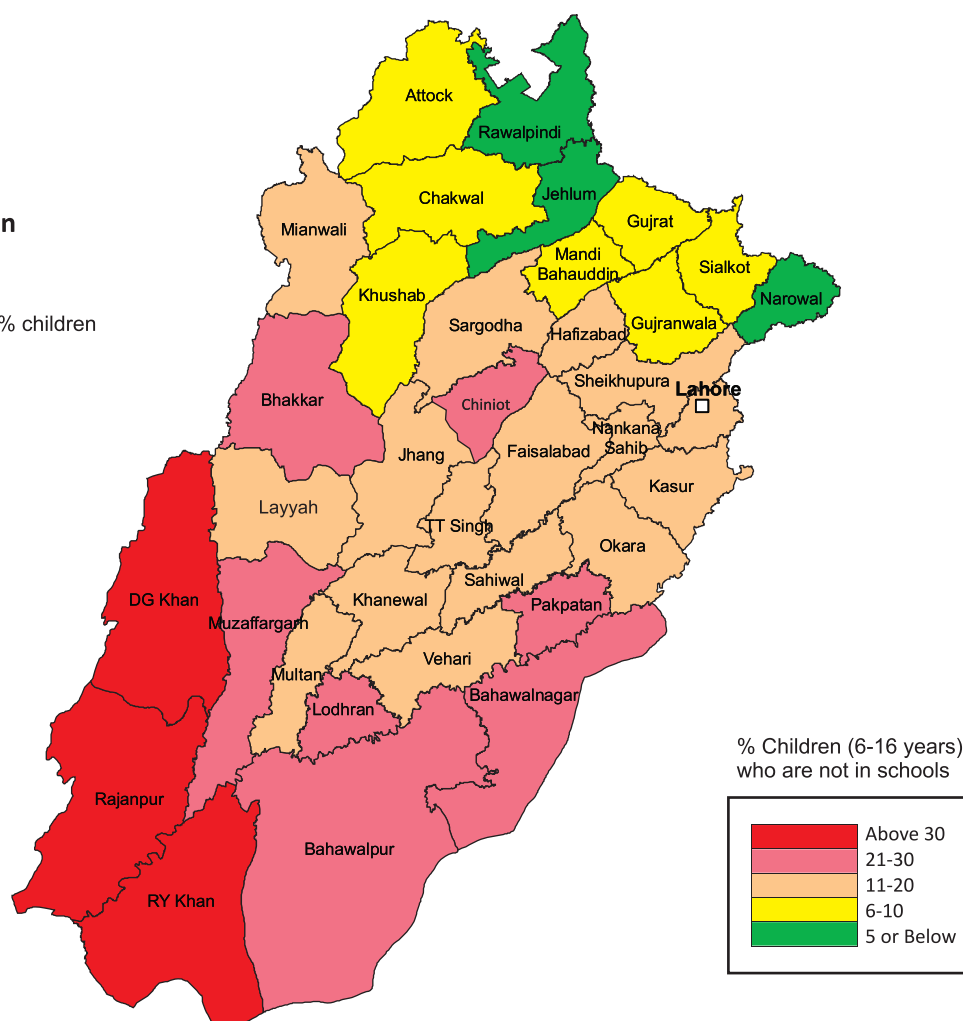 Attock
Rawalpindi
Chakwal
Jehlum
n
Mianwali
Gujrat
Mandi
Bahauddin
Sialkot
Khushab
Narowal
% children
Sargodha
Hafizabad
Gujranwala
Sheikhupura
Lahore
Bhakkar
Chiniot
Nankana
Sahib
Jhang
Faisalabad
Kasur
Layyah
TT Singh
Okara
Sahiwal
DG Khan
Khanewal
Pakpatan
Muzaffargarh
Vehari
Multan
Bahawalnagar
Lodhran
% Children (6-16 years)
who are not in schools
Rajanpur
Above 30
Bahawalpur
21-30
11-20
RY Khan
6-10
5 or Below